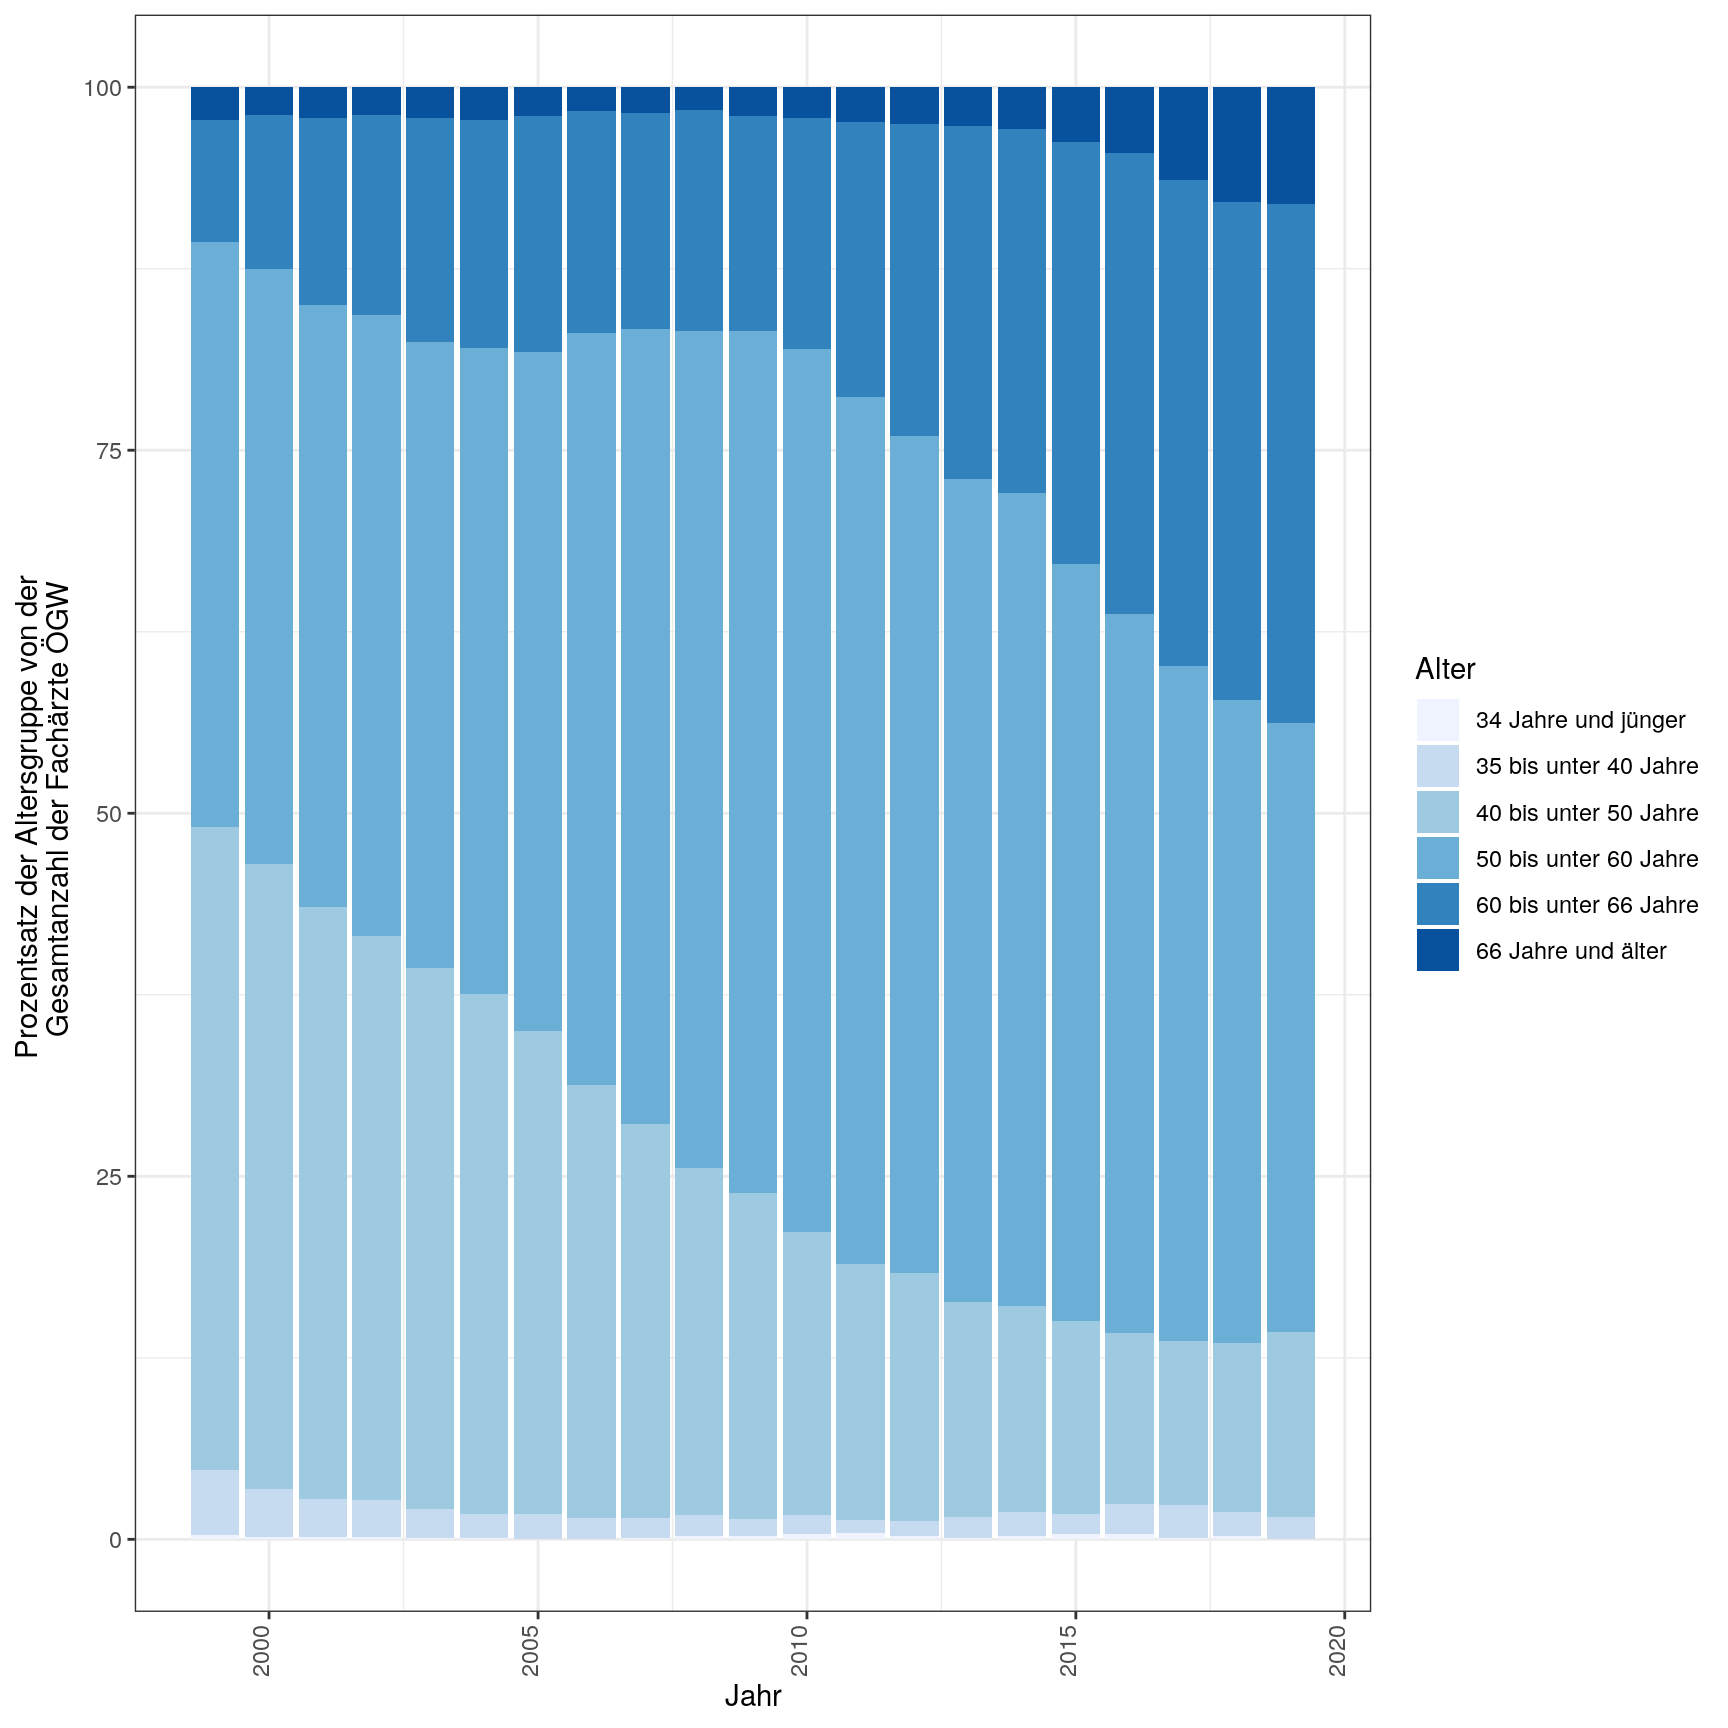 Prozentsatz der Altersgruppe von der
Gesamtanzahl der Fachärzte ÖGW
100
75
50
25
0
2000
2005
2010
2015
2020
Jahr
Alter
34 Jahre und jünger
35 bis unter 40 Jahre
40 bis unter 50 Jahre
50 bis unter 60 Jahre
60 bis unter 66 Jahre
66 Jahre und älter